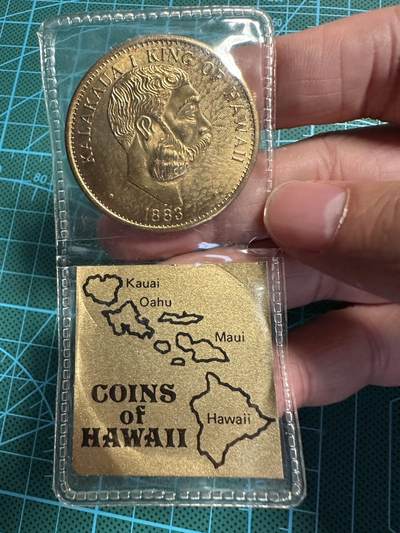 KALAKAUA I KING OF HAWAII
1883
Kauai
Oahu
Maui
COINS
of
HAWAII
Hawaii